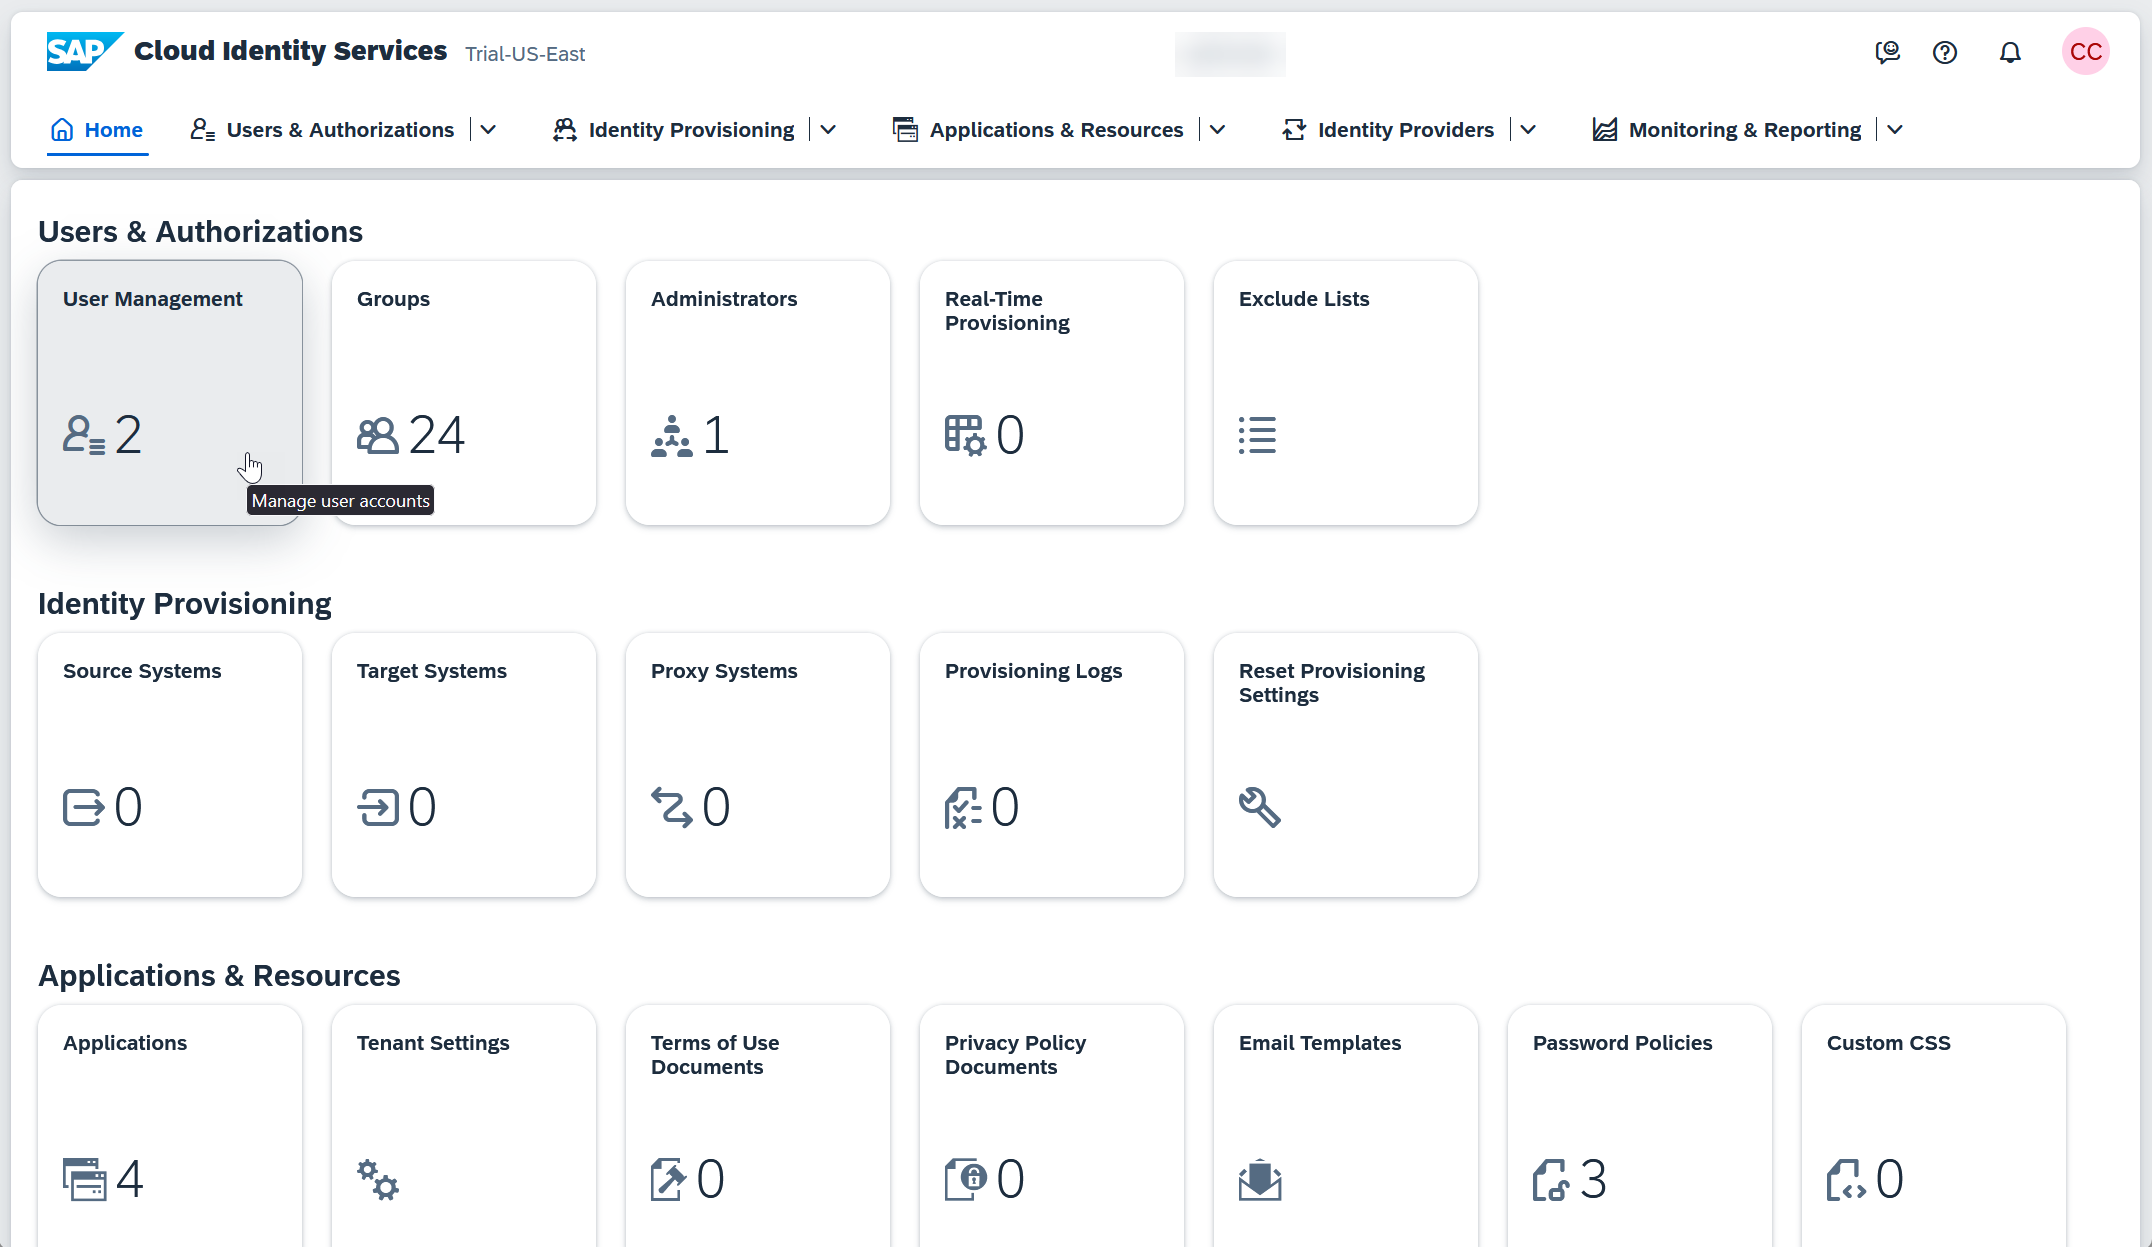 SAP Cloud Identity Services Trial-US-East
CC
Home
Users & Authorizations
Identity Provisioning
Applications & Resources
Identity Providers
Monitoring & Reporting
Users & Authorizations
User Management
2
Manage user accounts
Groups
24
Administrators
1
Real-Time
Provisioning
0
Exclude Lists
Identity Provisioning
Source Systems
0
Target Systems
0
Proxy Systems
0
Provisioning Logs
0
Reset Provisioning
Settings
Applications & Resources
Applications
4
Tenant Settings
Terms of Use
Documents
0
Privacy Policy
Documents
0
Email Templates
Password Policies
3
Custom CSS
0